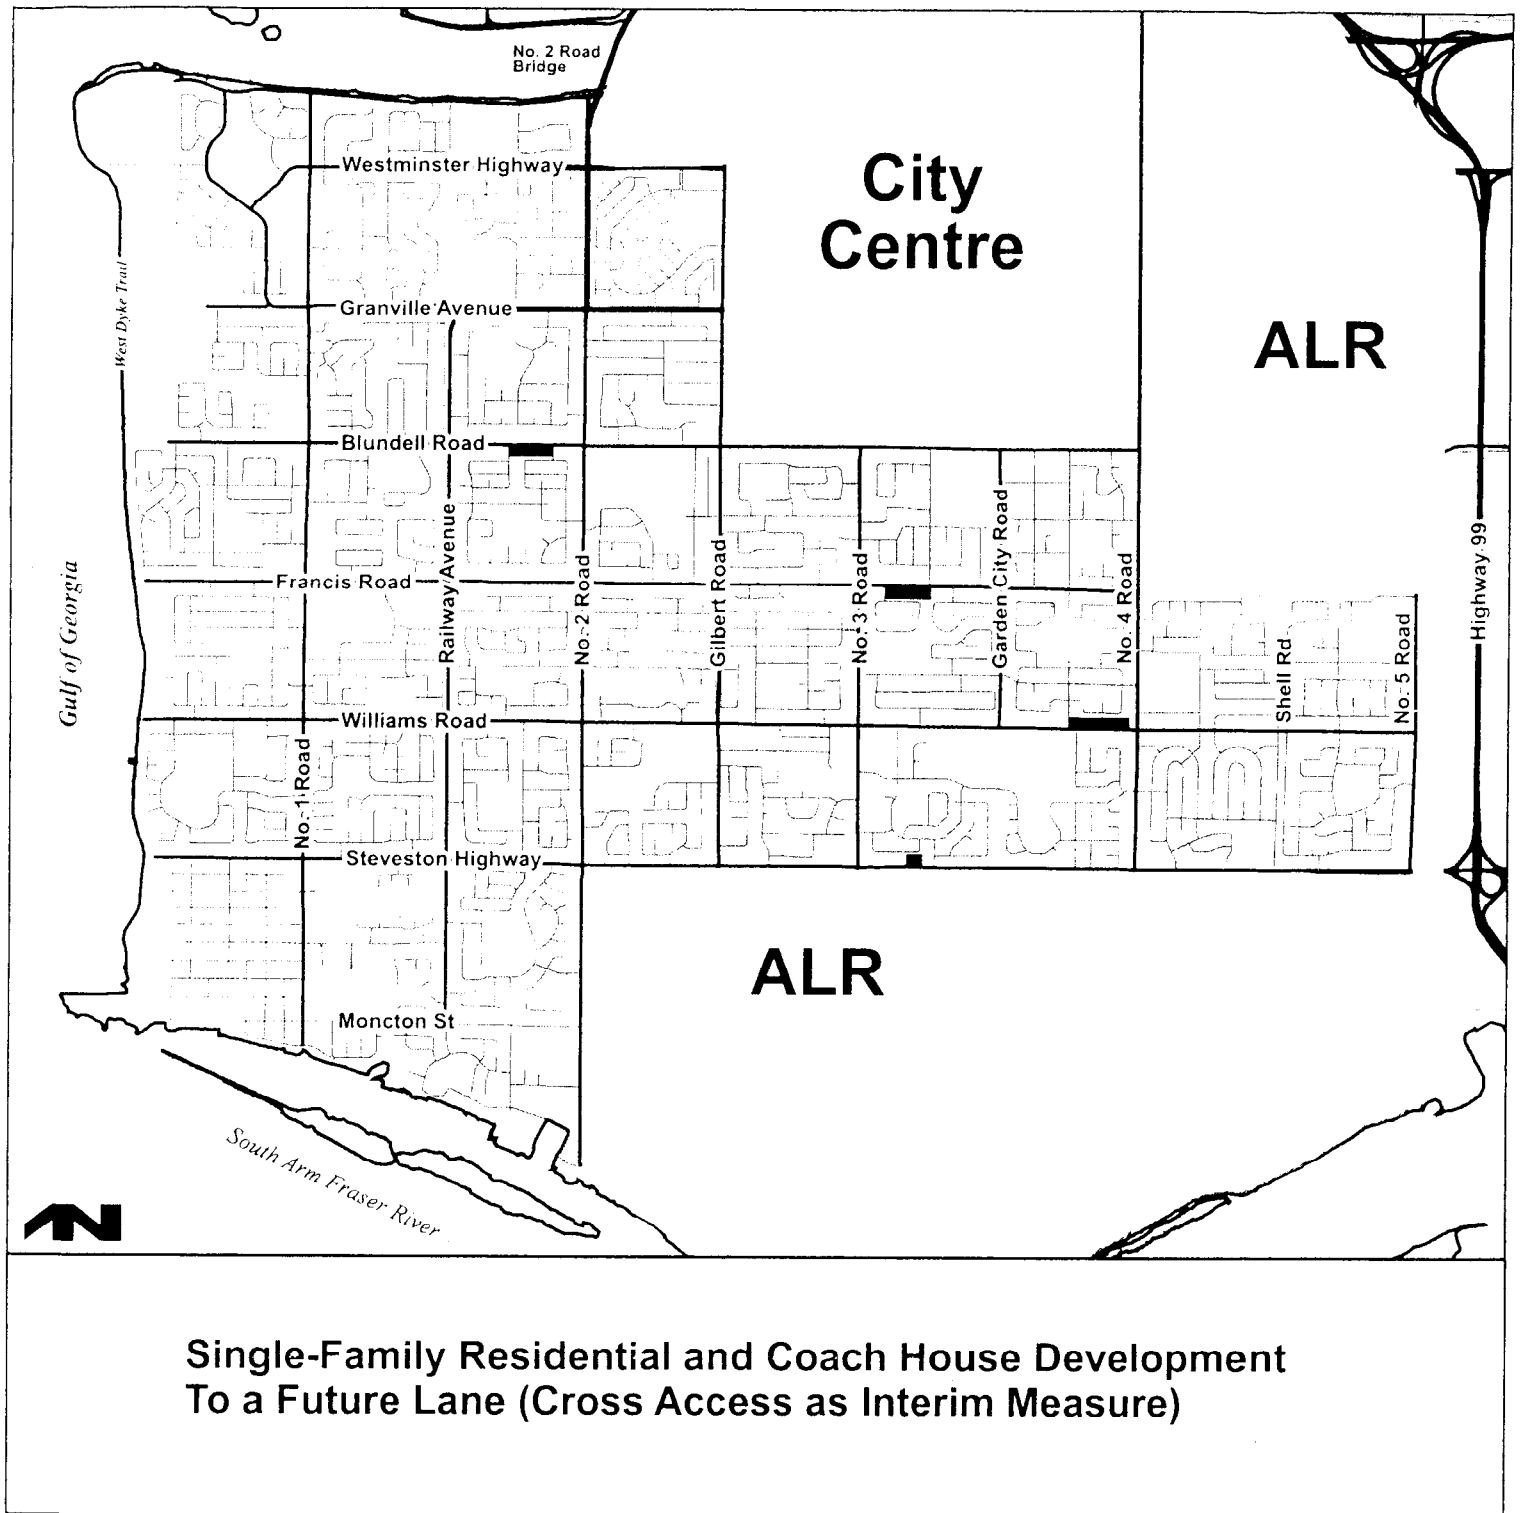 No. 2 Road
Bridge
Westminster Highway
City
Centre
West Dyke Trail
Granville Avenue
ALR
Blundell Road
Railway Avenue
Garden City Road
Highway 99
Gulf of Georgia
Francis Road
No. 2 Road
Gilbert Road
No. 3 Road
No. 4 Road
Shell Rd
No. 5 Road
Williams Road
No. 1 Road
Steveston Highway
ALR
Moncton St
South Arm Fraser River
N
Single-Family Residential and Coach House Development
To a Future Lane (Cross Access as Interim Measure)